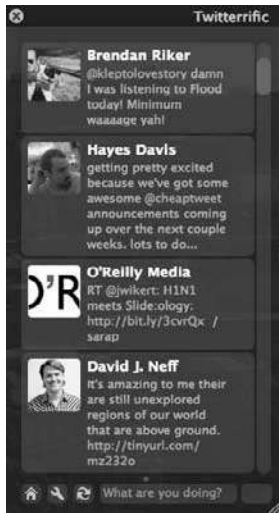 Twitterrific
Brendan Riker
@kleptolovestory damn
I was listening to Flood
today! Minimum
waaaage yah!
Hayes Davis
getting pretty excited
because we've got some
awesome @cheaptweet
announcements coming
up over the next couple
weeks. lots to do...
O'R
O'Reilly Media
RT @jwikert: H1N1
meets Slide:ology:
http://bit.ly/3cvrQx /
sarap
David J. Neff
It's amazing to me their
are still unexplored
regions of our world
that are above ground.
http://tinyurl.com/
mz232o
What are you doing?